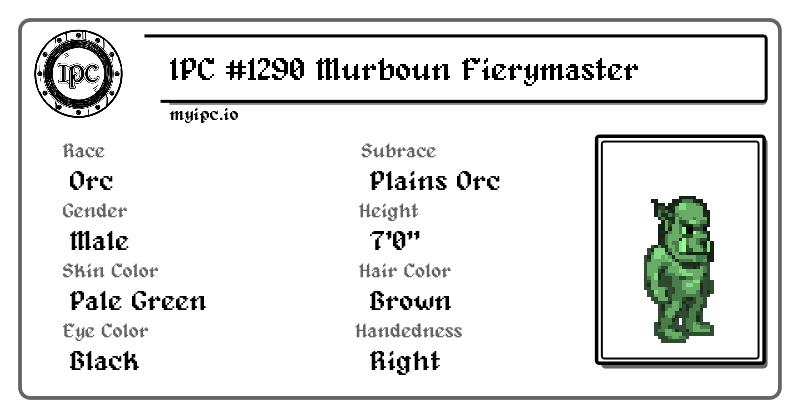 IPC
IPC #1290 Murboun Fierymaster
myipc.io
Race
Orc
Subrace
Plains Orc
Gender
Male
Height
7'0"
Skin Color
Pale Green
Hair Color
Brown
Eye Color
Black
Handedness
Right